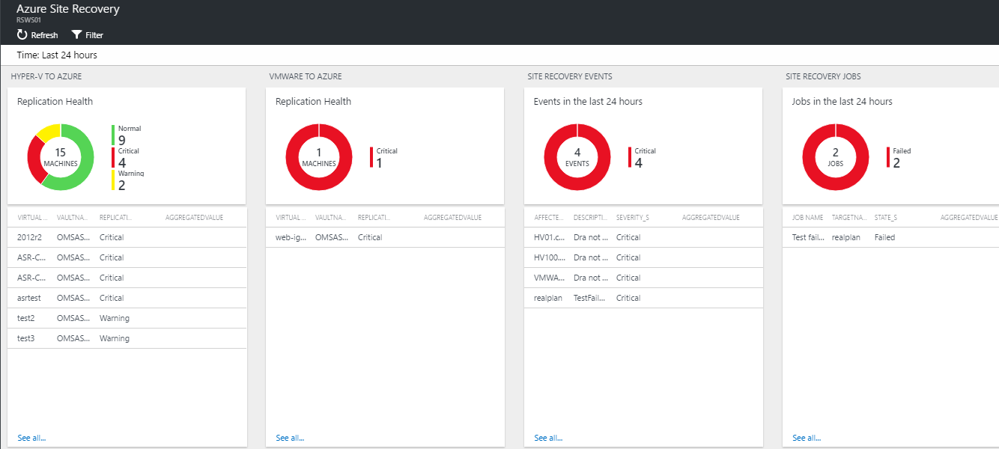 Azure Site Recovery
RSWS01
Refresh Filter
Time: Last 24 hours
HYPER-V TO AZURE
Replication Health
15
MACHINES
Normal
9
Critical
4
Warning
2
VIRTUAL... VAULTNA... REPLICATI... AGGREGATEDVALUE
2012r2 OMSAS... Critical
ASR-C... OMSAS... Critical
ASR-C... OMSAS... Critical
asrtest OMSAS... Critical
test2 OMSAS... Warning
test3 OMSAS... Warning
See all...
VMWARE TO AZURE
Replication Health
1
MACHINES
Critical
1
VIRTUAL... VAULTNA... REPLICATI... AGGREGATEDVALUE
web-ig... OMSAS... Critical
See all...
SITE RECOVERY EVENTS
Events in the last 24 hours
4
EVENTS
Critical
4
AFFECTE... DESCRIPTI... SEVERITY_S AGGREGATEDVALUE
HV01.c... Dra not ... Critical
HV100.... Dra not ... Critical
VMWA... Dra not ... Critical
realplan TestFail... Critical
See all...
SITE RECOVERY JOBS
Jobs in the last 24 hours
2
JOBS
Failed
2
JOB NAME TARGETNA... STATE_S AGGREGATEDVALUE
Test fail... realplan Failed
See all...